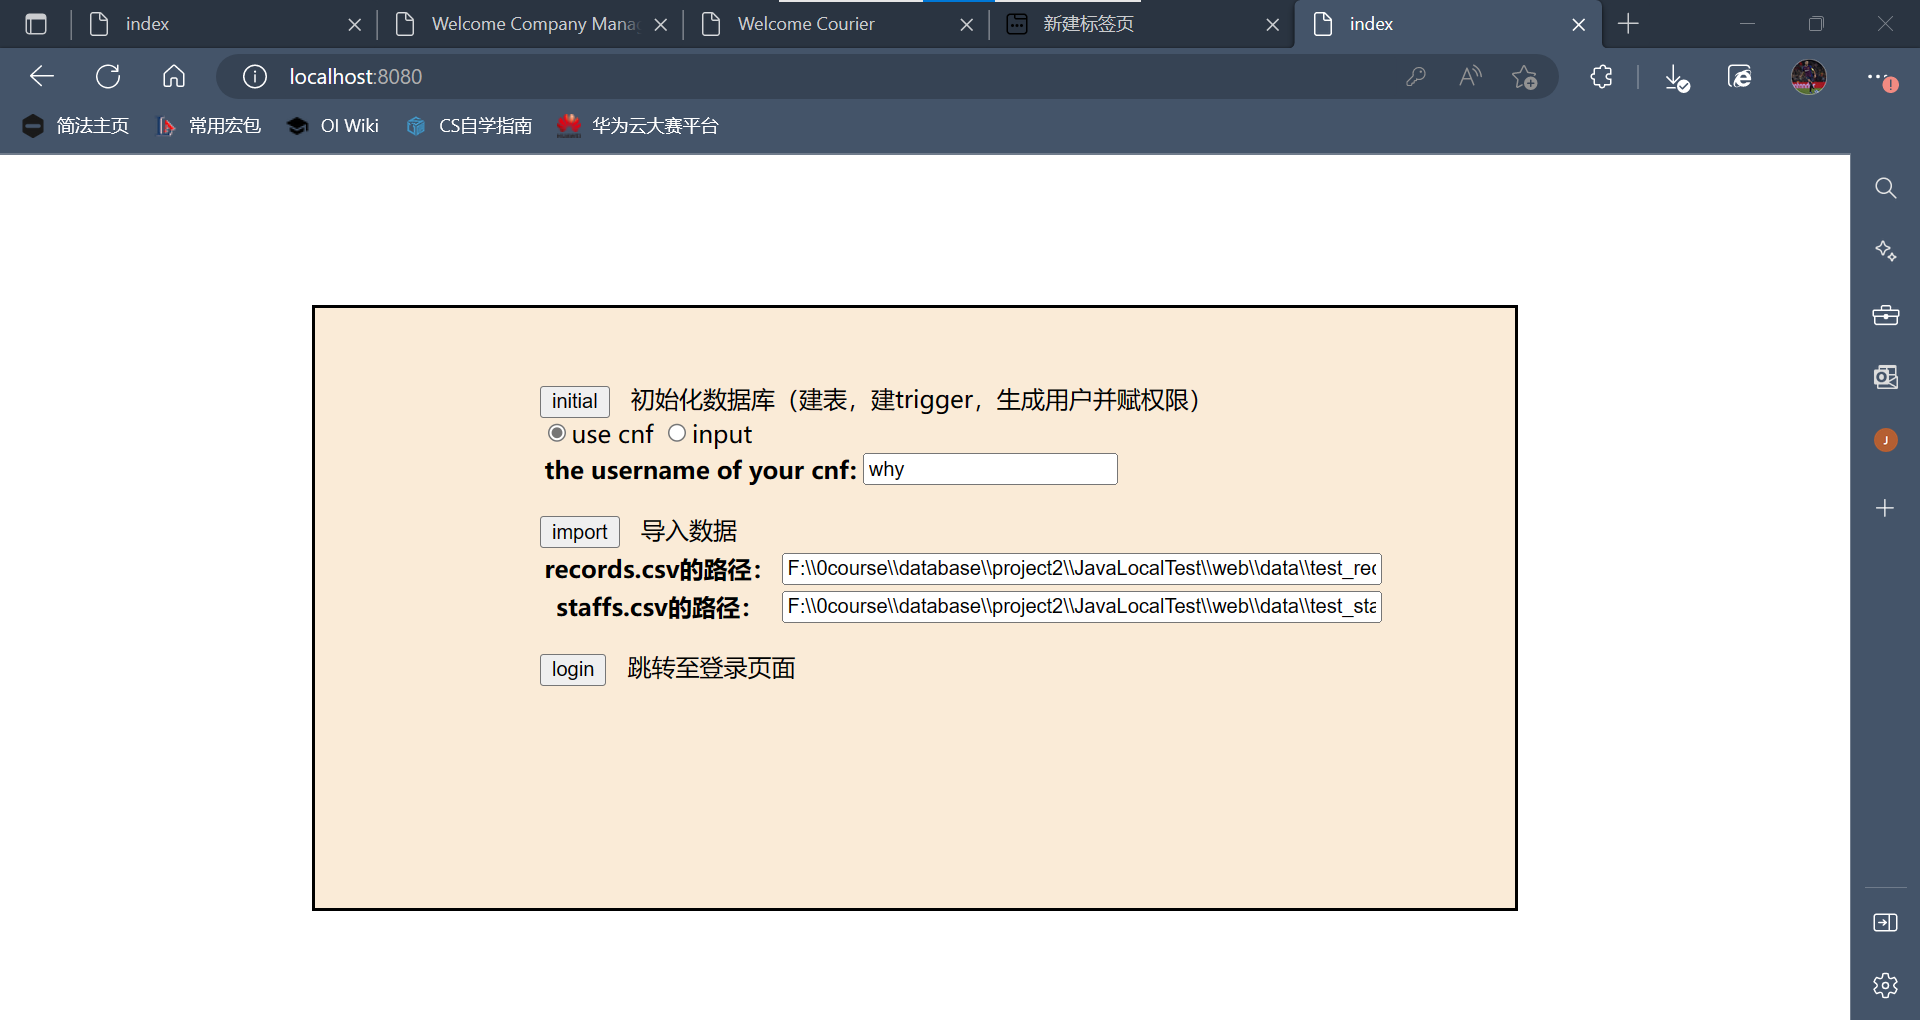 index
Welcome Company Mana
Welcome Courier
新建标签页
index
localhost:8080
简法主页
常用宏包
OI Wiki
CS自学指南
华为云大赛平台
initial 初始化数据库（建表，建trigger，生成用户并赋权限）
use cnf input
the username of your cnf: why
import 导入数据
records.csv的路径： F:\\0course\\database\\project2\\JavaLocalTest\\web\\data\\test_rec
staffs.csv的路径： F:\\0course\\database\\project2\\JavaLocalTest\\web\\data\\test_sta
login 跳转至登录页面
J